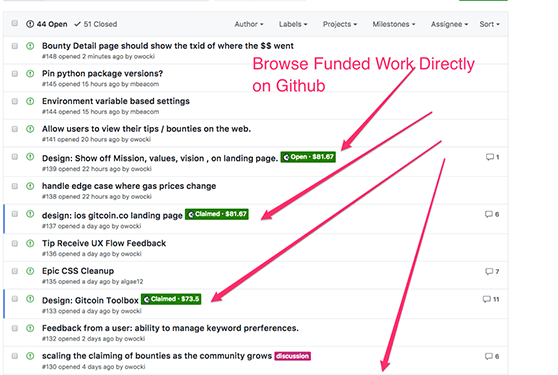 44 Open 51 Closed Author Labels Projects Milestones Assignee Sort
Bounty Detail page should show the txid of where the $$ went
#148 opened 2 minutes ago by owocki
Browse Funded Work Directly
on Github
Pin python package versions?
#145 opened 15 hours ago by mbeacom
Environment variable based settings
#144 opened 15 hours ago by mbeacom
Allow users to view their tips / bounties on the web.
#141 opened 20 hours ago by owocki
Design: Show off Mission, values, vision , on landing page. Open · $81.67 1
#139 opened 22 hours ago by owocki
handle edge case where gas prices change
#138 opened 22 hours ago by owocki
design: ios gitcoin.co landing page Claimed · $81.67 6
#137 opened a day ago by owocki
Tip Receive UX Flow Feedback
#136 opened a day ago by owocki
Epic CSS Cleanup 7
#135 opened a day ago by algae12
Design: Gitcoin Toolbox Claimed · $73.5 11
#133 opened a day ago by owocki
Feedback from a user: ability to manage keyword preferences.
#132 opened 2 days ago by owocki
scaling the claiming of bounties as the community grows discussion 6
#130 opened 4 days ago by owocki